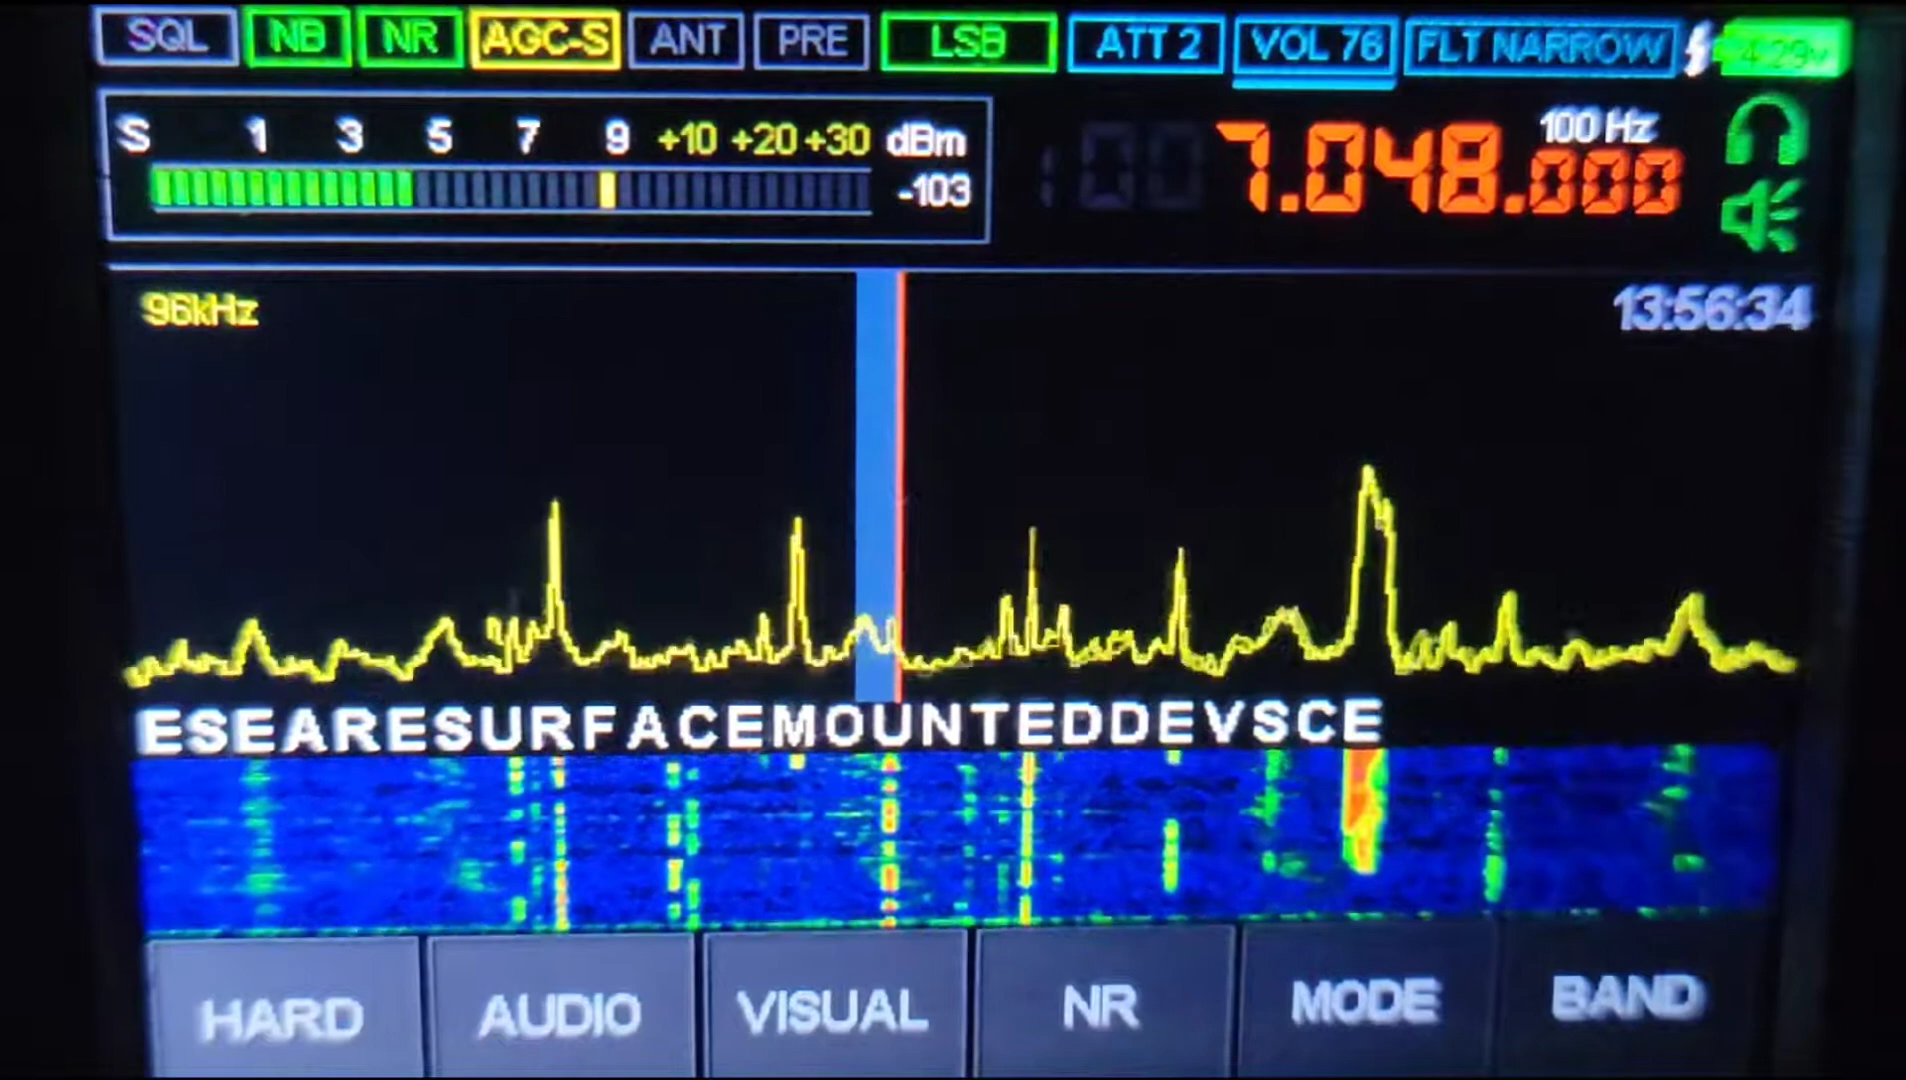 SQL NB NR AGC-S ANT PRE LSB ATT 2 VOL 76 FLT NARROW 4.29v
S 1 3 5 7 9 +10 +20 +30 dBm
-103
100 Hz
7.048.000
96kHz
13:56:34
ESEARESURFACEMOUNTEDDEVSCE
HARD AUDIO VISUAL NR MODE BAND